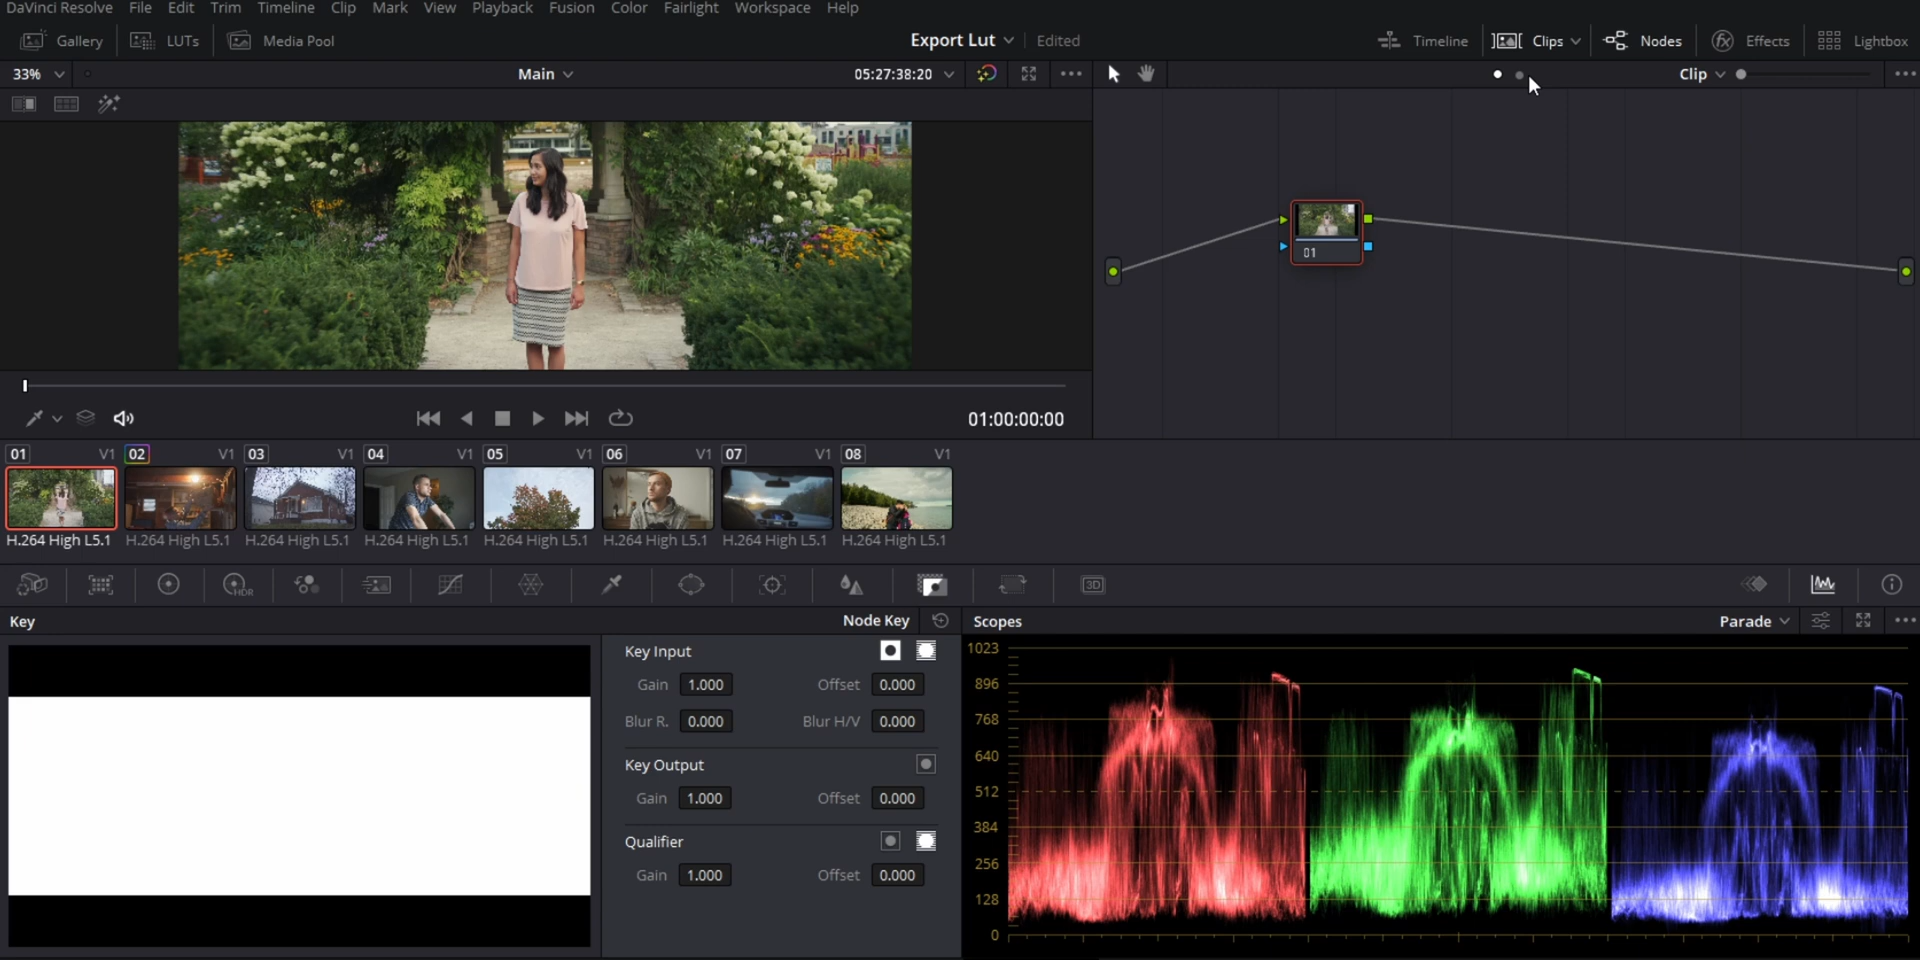 DaVinci Resolve File Edit Trim Timeline Clip Mark View Playback Fusion Color Fairlight Workspace Help
Gallery LUTs Media Pool Export Lut Edited Timeline Clips Nodes Effects Lightbox
33% Main 05:27:38:20 Clip
01
01:00:00:00
01 V1 02 V1 03 V1 04 V1 05 V1 06 V1 07 V1 08 V1
H.264 High L5.1 H.264 High L5.1 H.264 High L5.1 H.264 High L5.1 H.264 High L5.1 H.264 High L5.1 H.264 High L5.1 H.264 High L5.1
HDR 3D
Key Node Key Scopes Parade
Key Input
Gain 1.000 Offset 0.000
Blur R. 0.000 Blur H/V 0.000
Key Output
Gain 1.000 Offset 0.000
Qualifier
Gain 1.000 Offset 0.000
1023
896
768
640
512
384
256
128
0